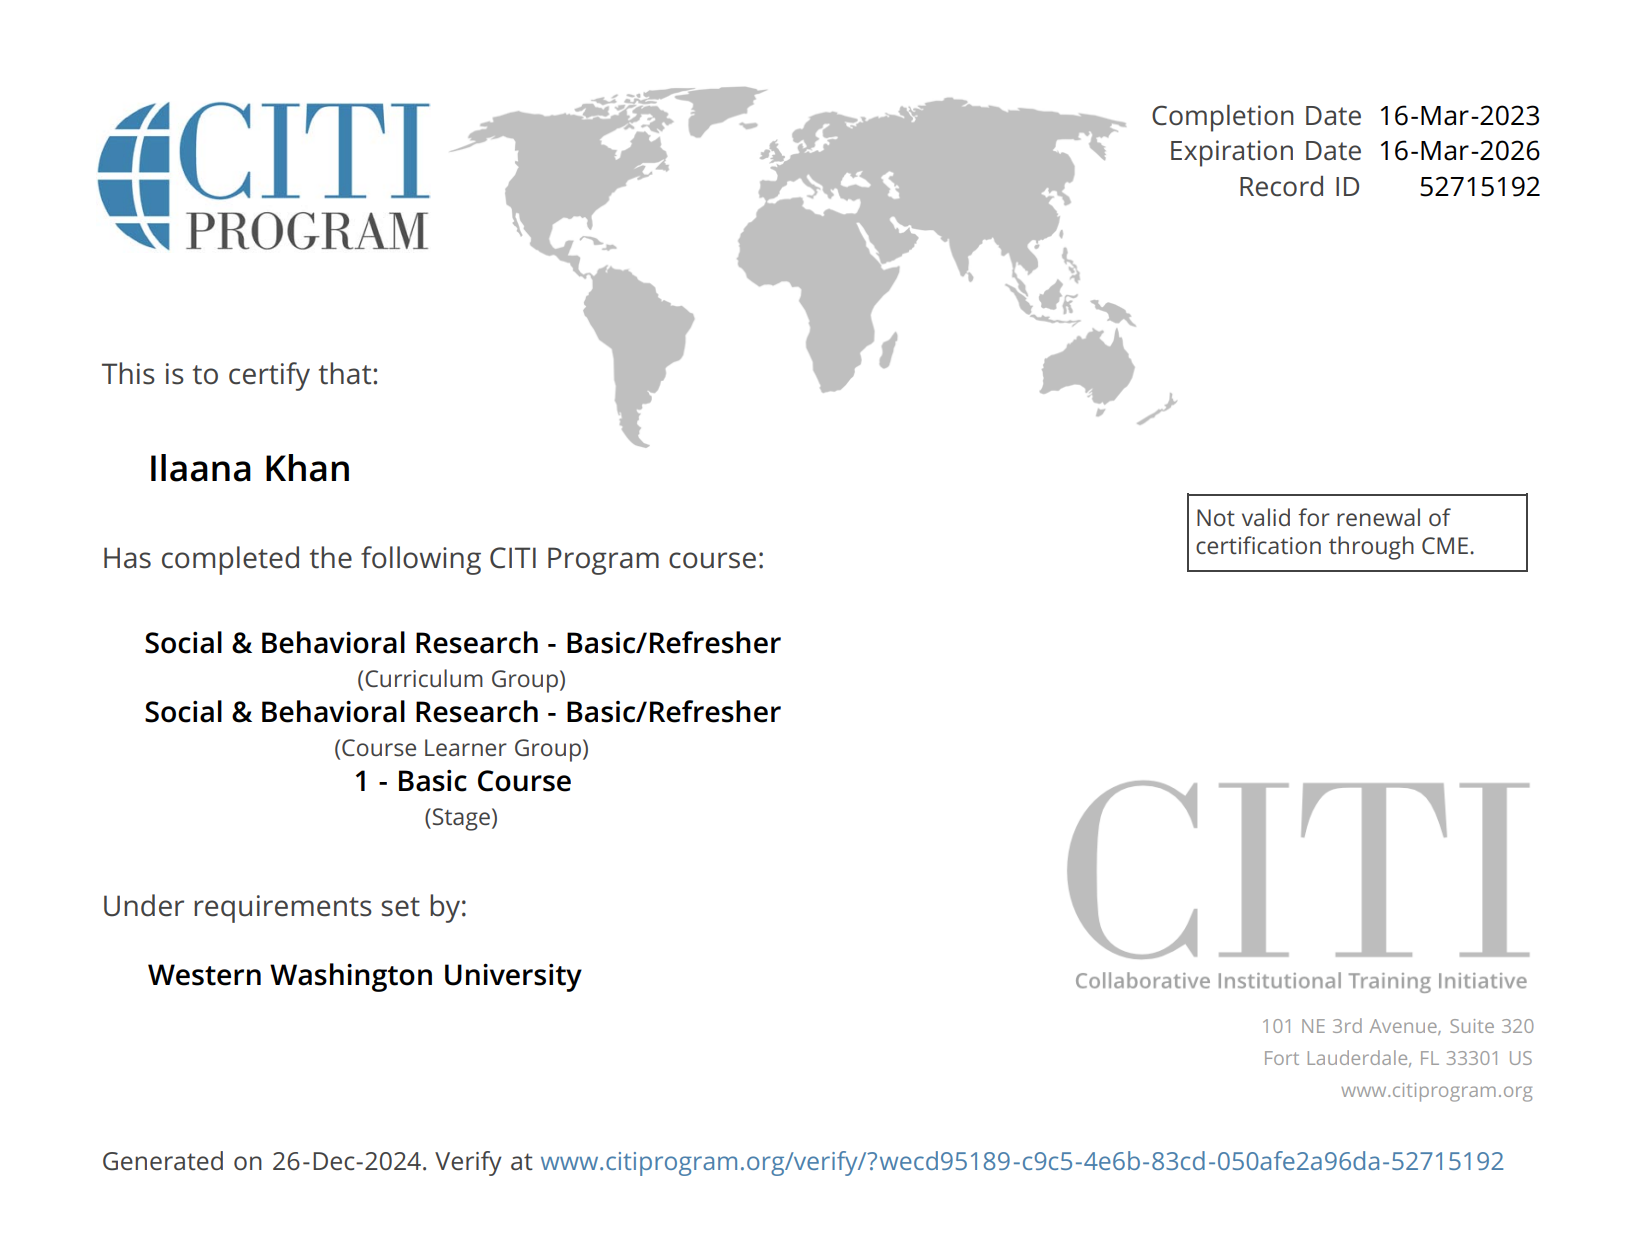 CITI
PROGRAM
Completion Date 16-Mar-2023
Expiration Date 16-Mar-2026
Record ID 52715192
This is to certify that:
Ilaana Khan
Not valid for renewal of
certification through CME.
Has completed the following CITI Program course:
Social & Behavioral Research - Basic/Refresher
(Curriculum Group)
Social & Behavioral Research - Basic/Refresher
(Course Learner Group)
1 - Basic Course
(Stage)
Under requirements set by:
Western Washington University
CITI
Collaborative Institutional Training Initiative
101 NE 3rd Avenue, Suite 320
Fort Lauderdale, FL 33301 US
www.citiprogram.org
Generated on 26-Dec-2024. Verify at www.citiprogram.org/verify/?wecd95189-c9c5-4e6b-83cd-050afe2a96da-52715192